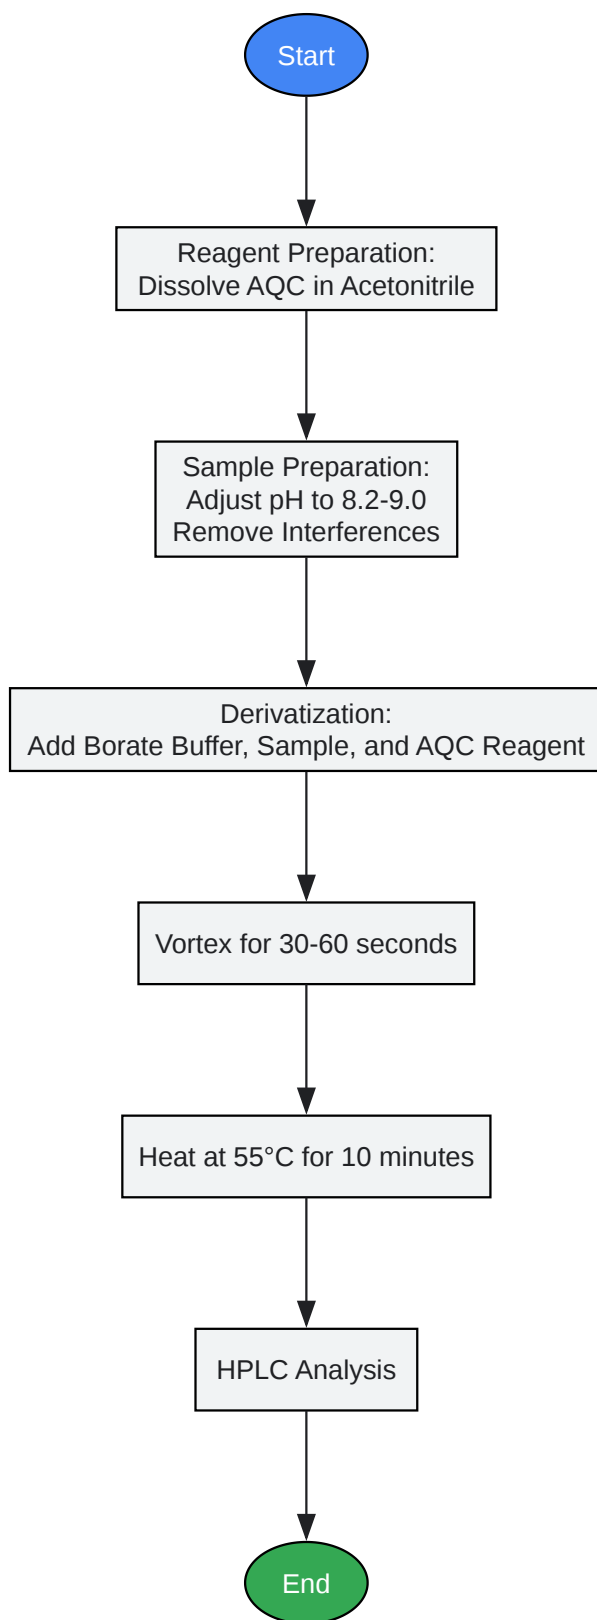 Start
Reagent Preparation:
Dissolve AQC in Acetonitrile
Sample Preparation:
Adjust pH to 8.2-9.0
Remove Interferences
Derivatization:
Add Borate Buffer, Sample, and AQC Reagent
Vortex for 30-60 seconds
Heat at 55°C for 10 minutes
HPLC Analysis
End